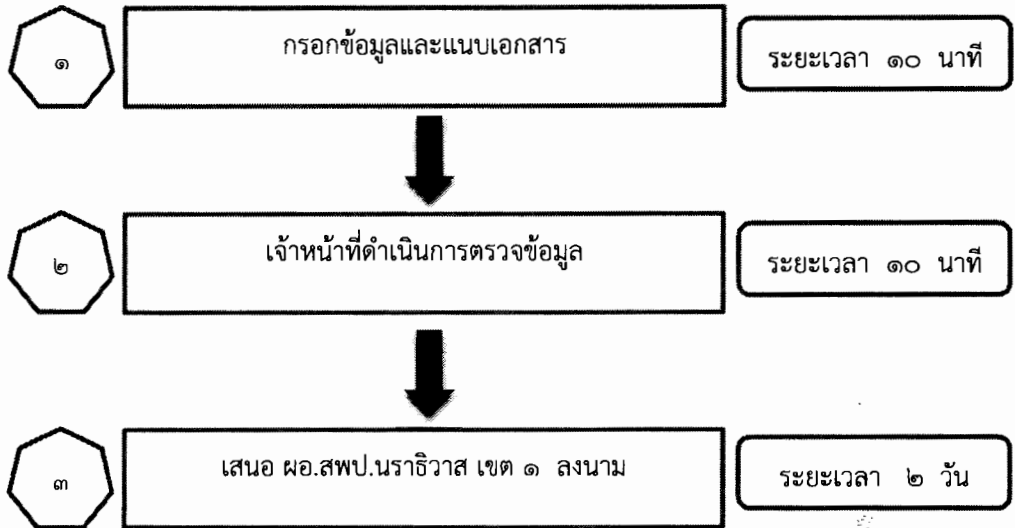 ๑
กรอกข้อมูลและแนบเอกสาร
ระยะเวลา ๑๐ นาที
๒
เจ้าหน้าที่ดำเนินการตรวจข้อมูล
ระยะเวลา ๑๐ นาที
๓
เสนอ ผอ.สพป.นราธิวาส เขต ๑ ลงนาม
ระยะเวลา ๒ วัน